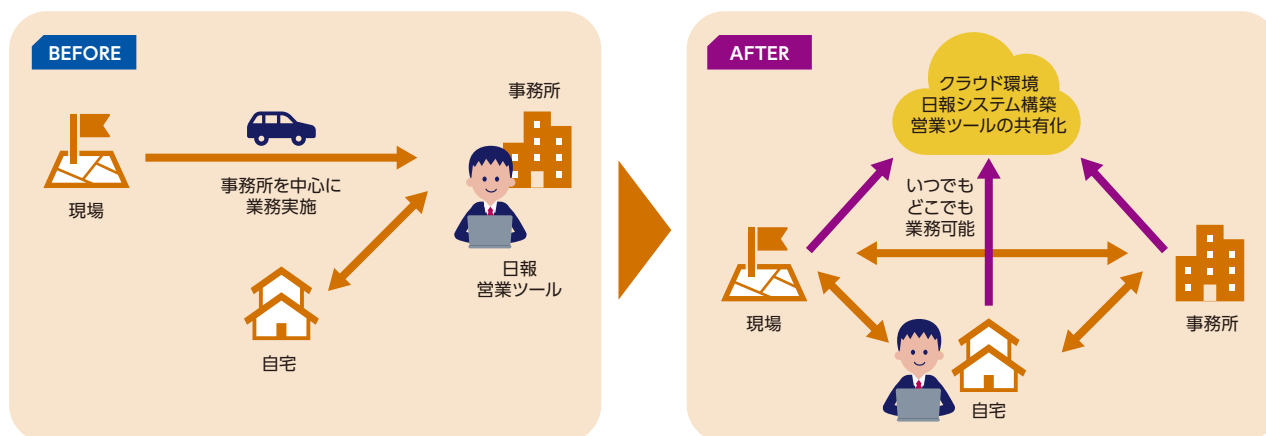 BEFORE
事務所
現場
事務所を中心に
業務実施
日報
営業ツール
自宅
AFTER
クラウド環境
日報システム構築
営業ツールの共有化
いつでも
どこでも
業務可能
現場
事務所
自宅